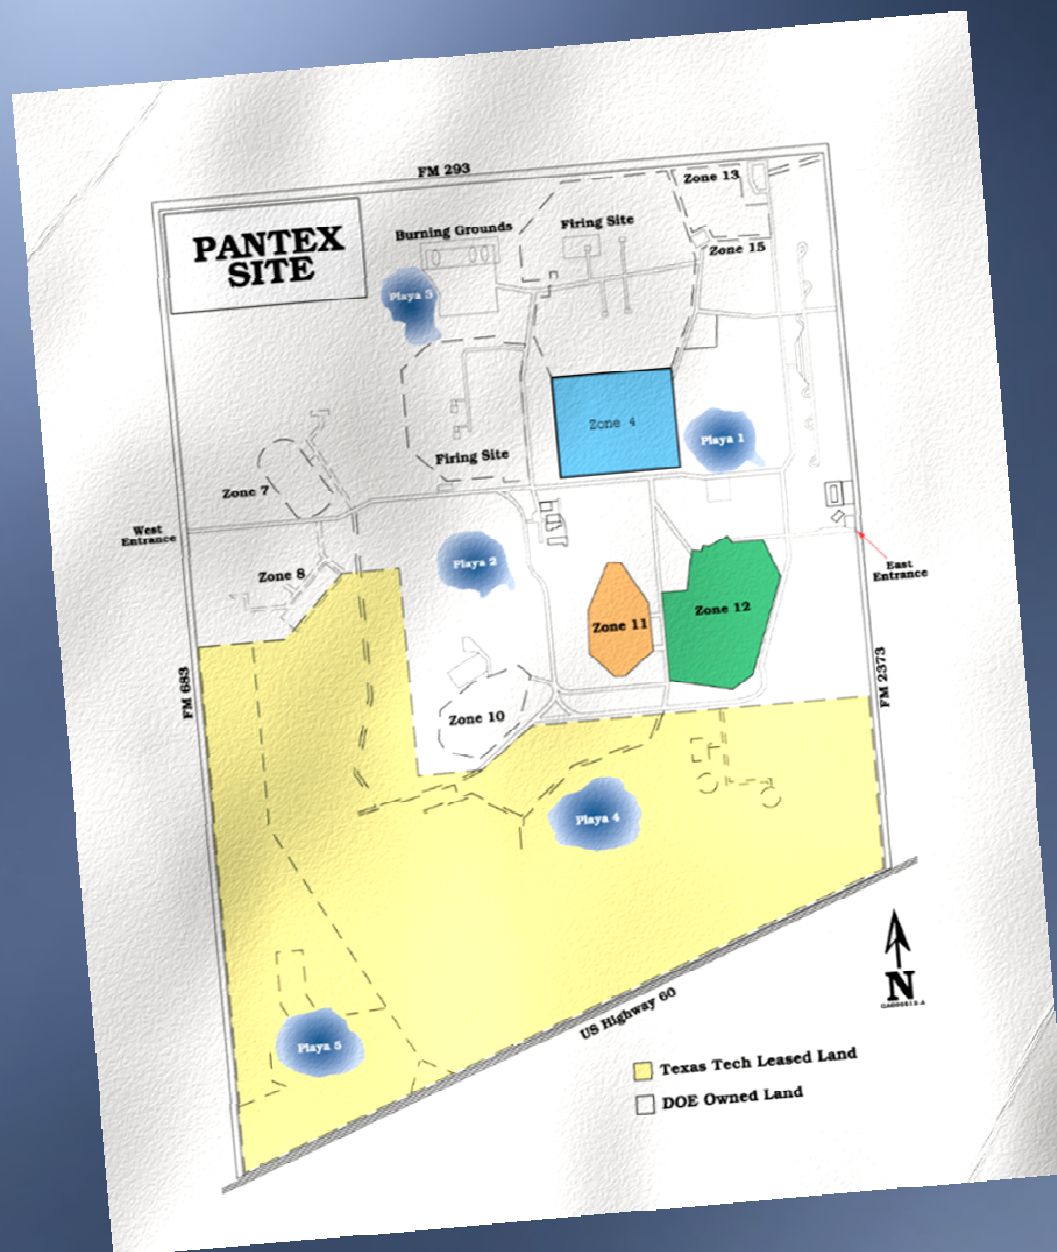 FM 293
Zone 13
PANTEX
SITE
Burning Grounds
Firing Site
Zone 15
Playa 3
Zone 4
Playa 1
Firing Site
Zone 7
West
Entrance
Playa 2
East
Entrance
Zone 8
Zone 11
Zone 12
FM 683
FM 2373
Zone 10
Playa 4
N
US Highway 60
Playa 5
Texas Tech Leased Land
DOE Owned Land